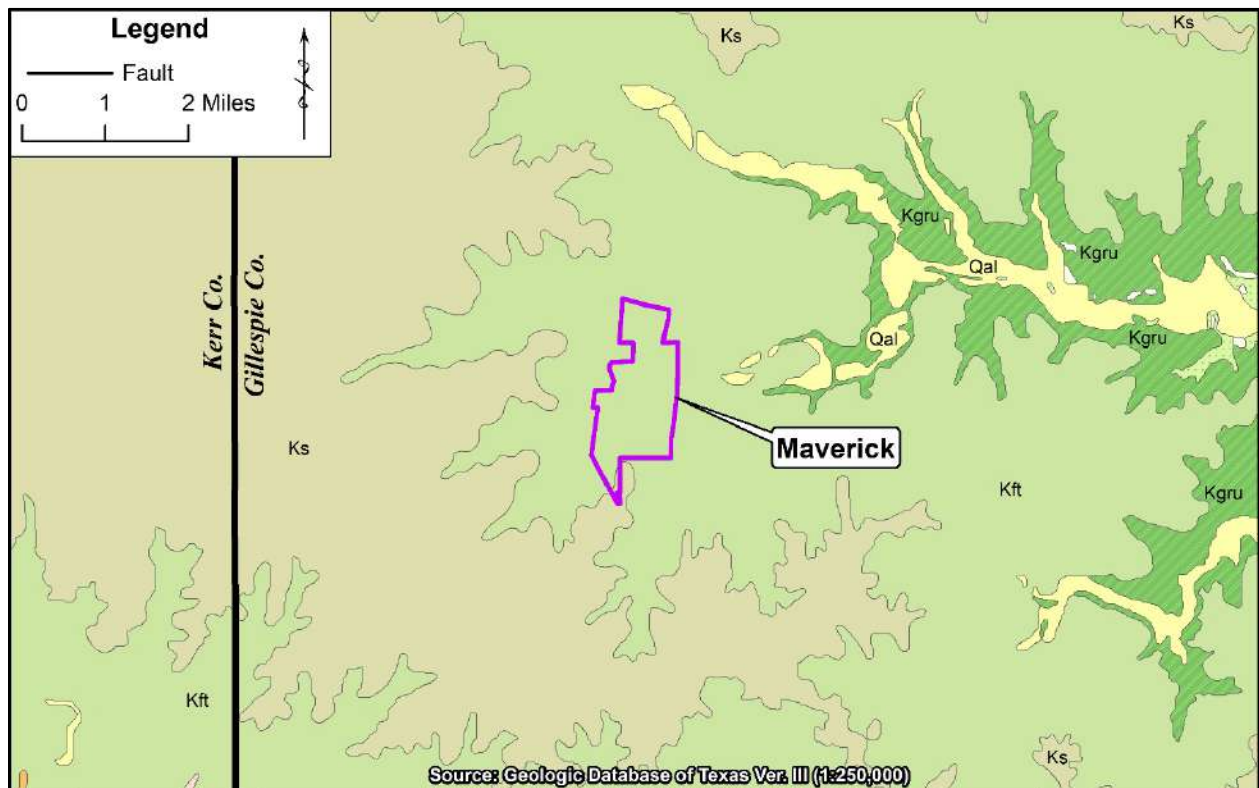 Legend
Fault
0 1 2 Miles
Ks
Ks
Kgru
Kgru
Qal
Kgru
Qal
Kerr Co.
Gillespie Co.
Maverick
Ks
Kft
Kgru
Kft
Ks
Source: Geologic Database of Texas Ver. III (1:250,000)